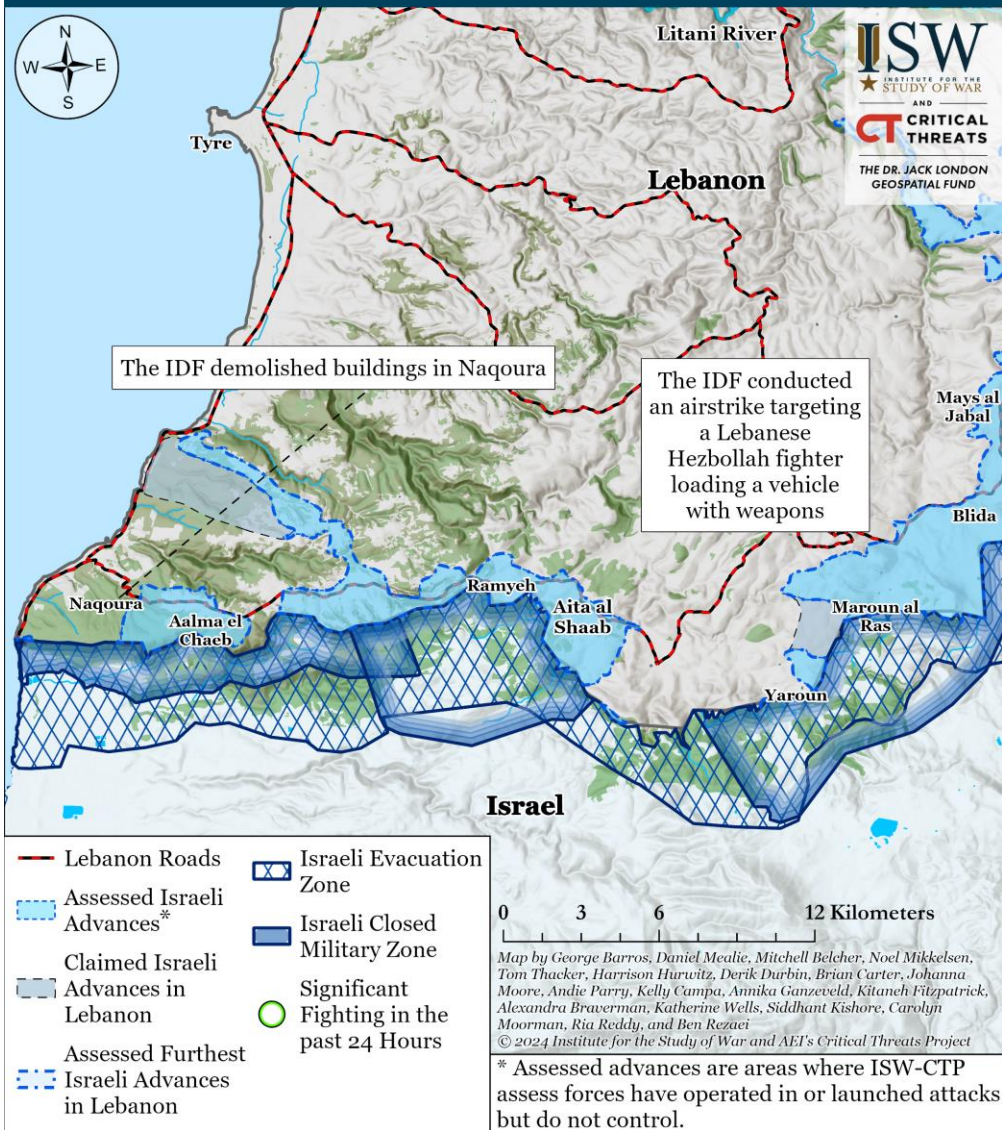 N
W
E
S
Litani River
ISW
INSTITUTE FOR THE
STUDY OF WAR
AND
CT CRITICAL
THREATS
THE DR. JACK LONDON
GEOSPATIAL FUND
Tyre
Lebanon
The IDF demolished buildings in Naqoura
The IDF conducted
an airstrike targeting
a Lebanese
Hezbollah fighter
loading a vehicle
with weapons
Mays al
Jabal
Blida
Naqoura
Aalma el
Chaeb
Ramyeh
Aita al
Shaab
Maroun al
Ras
Yaroun
Israel
Lebanon Roads
Assessed Israeli
Advances*
Claimed Israeli
Advances in
Lebanon
Assessed Furthest
Israeli Advances
in Lebanon
Israeli Evacuation
Zone
Israeli Closed
Military Zone
Significant
Fighting in the
past 24 Hours
0 3 6 12 Kilometers
Map by George Barros, Daniel Mealie, Mitchell Belcher, Noel Mikkelsen,
Tom Thacker, Harrison Hurwitz, Derik Durbin, Brian Carter, Johanna
Moore, Andie Parry, Kelly Campa, Annika Ganzeveld, Kitaneh Fitzpatrick,
Alexandra Braverman, Katherine Wells, Siddhant Kishore, Carolyn
Moorman, Ria Reddy, and Ben Rezaei
© 2024 Institute for the Study of War and AEI's Critical Threats Project
* Assessed advances are areas where ISW-CTP
assess forces have operated in or launched attacks
but do not control.